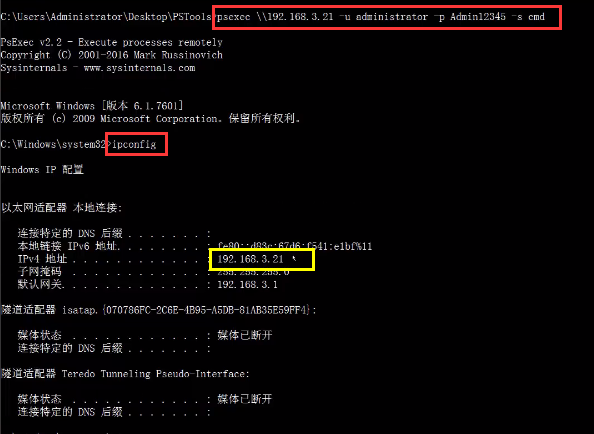 C:\Users\Administrator\Desktop\PSTools>psexec \\192.168.3.21 -u administrator -p Admin12345 -s cmd
PsExec v2.2 - Execute processes remotely
Copyright (C) 2001-2016 Mark Russinovich
Sysinternals - www.sysinternals.com
Microsoft Windows [版本 6.1.7601]
版权所有 (c) 2009 Microsoft Corporation。保留所有权利。
C:\Windows\system32>ipconfig
Windows IP 配置
以太网适配器 本地连接:
连接特定的 DNS 后缀 . . . . . . . :
本地链接 IPv6 地址. . . . . . . . : fe80::d83c:67d6:f541:e1bf%11
IPv4 地址 . . . . . . . . . . . . : 192.168.3.21
子网掩码 . . . . . . . . . . . . : 255.255.255.0
默认网关. . . . . . . . . . . . . : 192.168.3.1
隧道适配器 isatap.{070786FC-2C6E-4B95-A5DB-81AB35E59FF4}:
媒体状态 . . . . . . . . . . . . : 媒体已断开
连接特定的 DNS 后缀 . . . . . . . :
隧道适配器 Teredo Tunneling Pseudo-Interface:
媒体状态 . . . . . . . . . . . . : 媒体已断开
连接特定的 DNS 后缀 . . . . . . . :